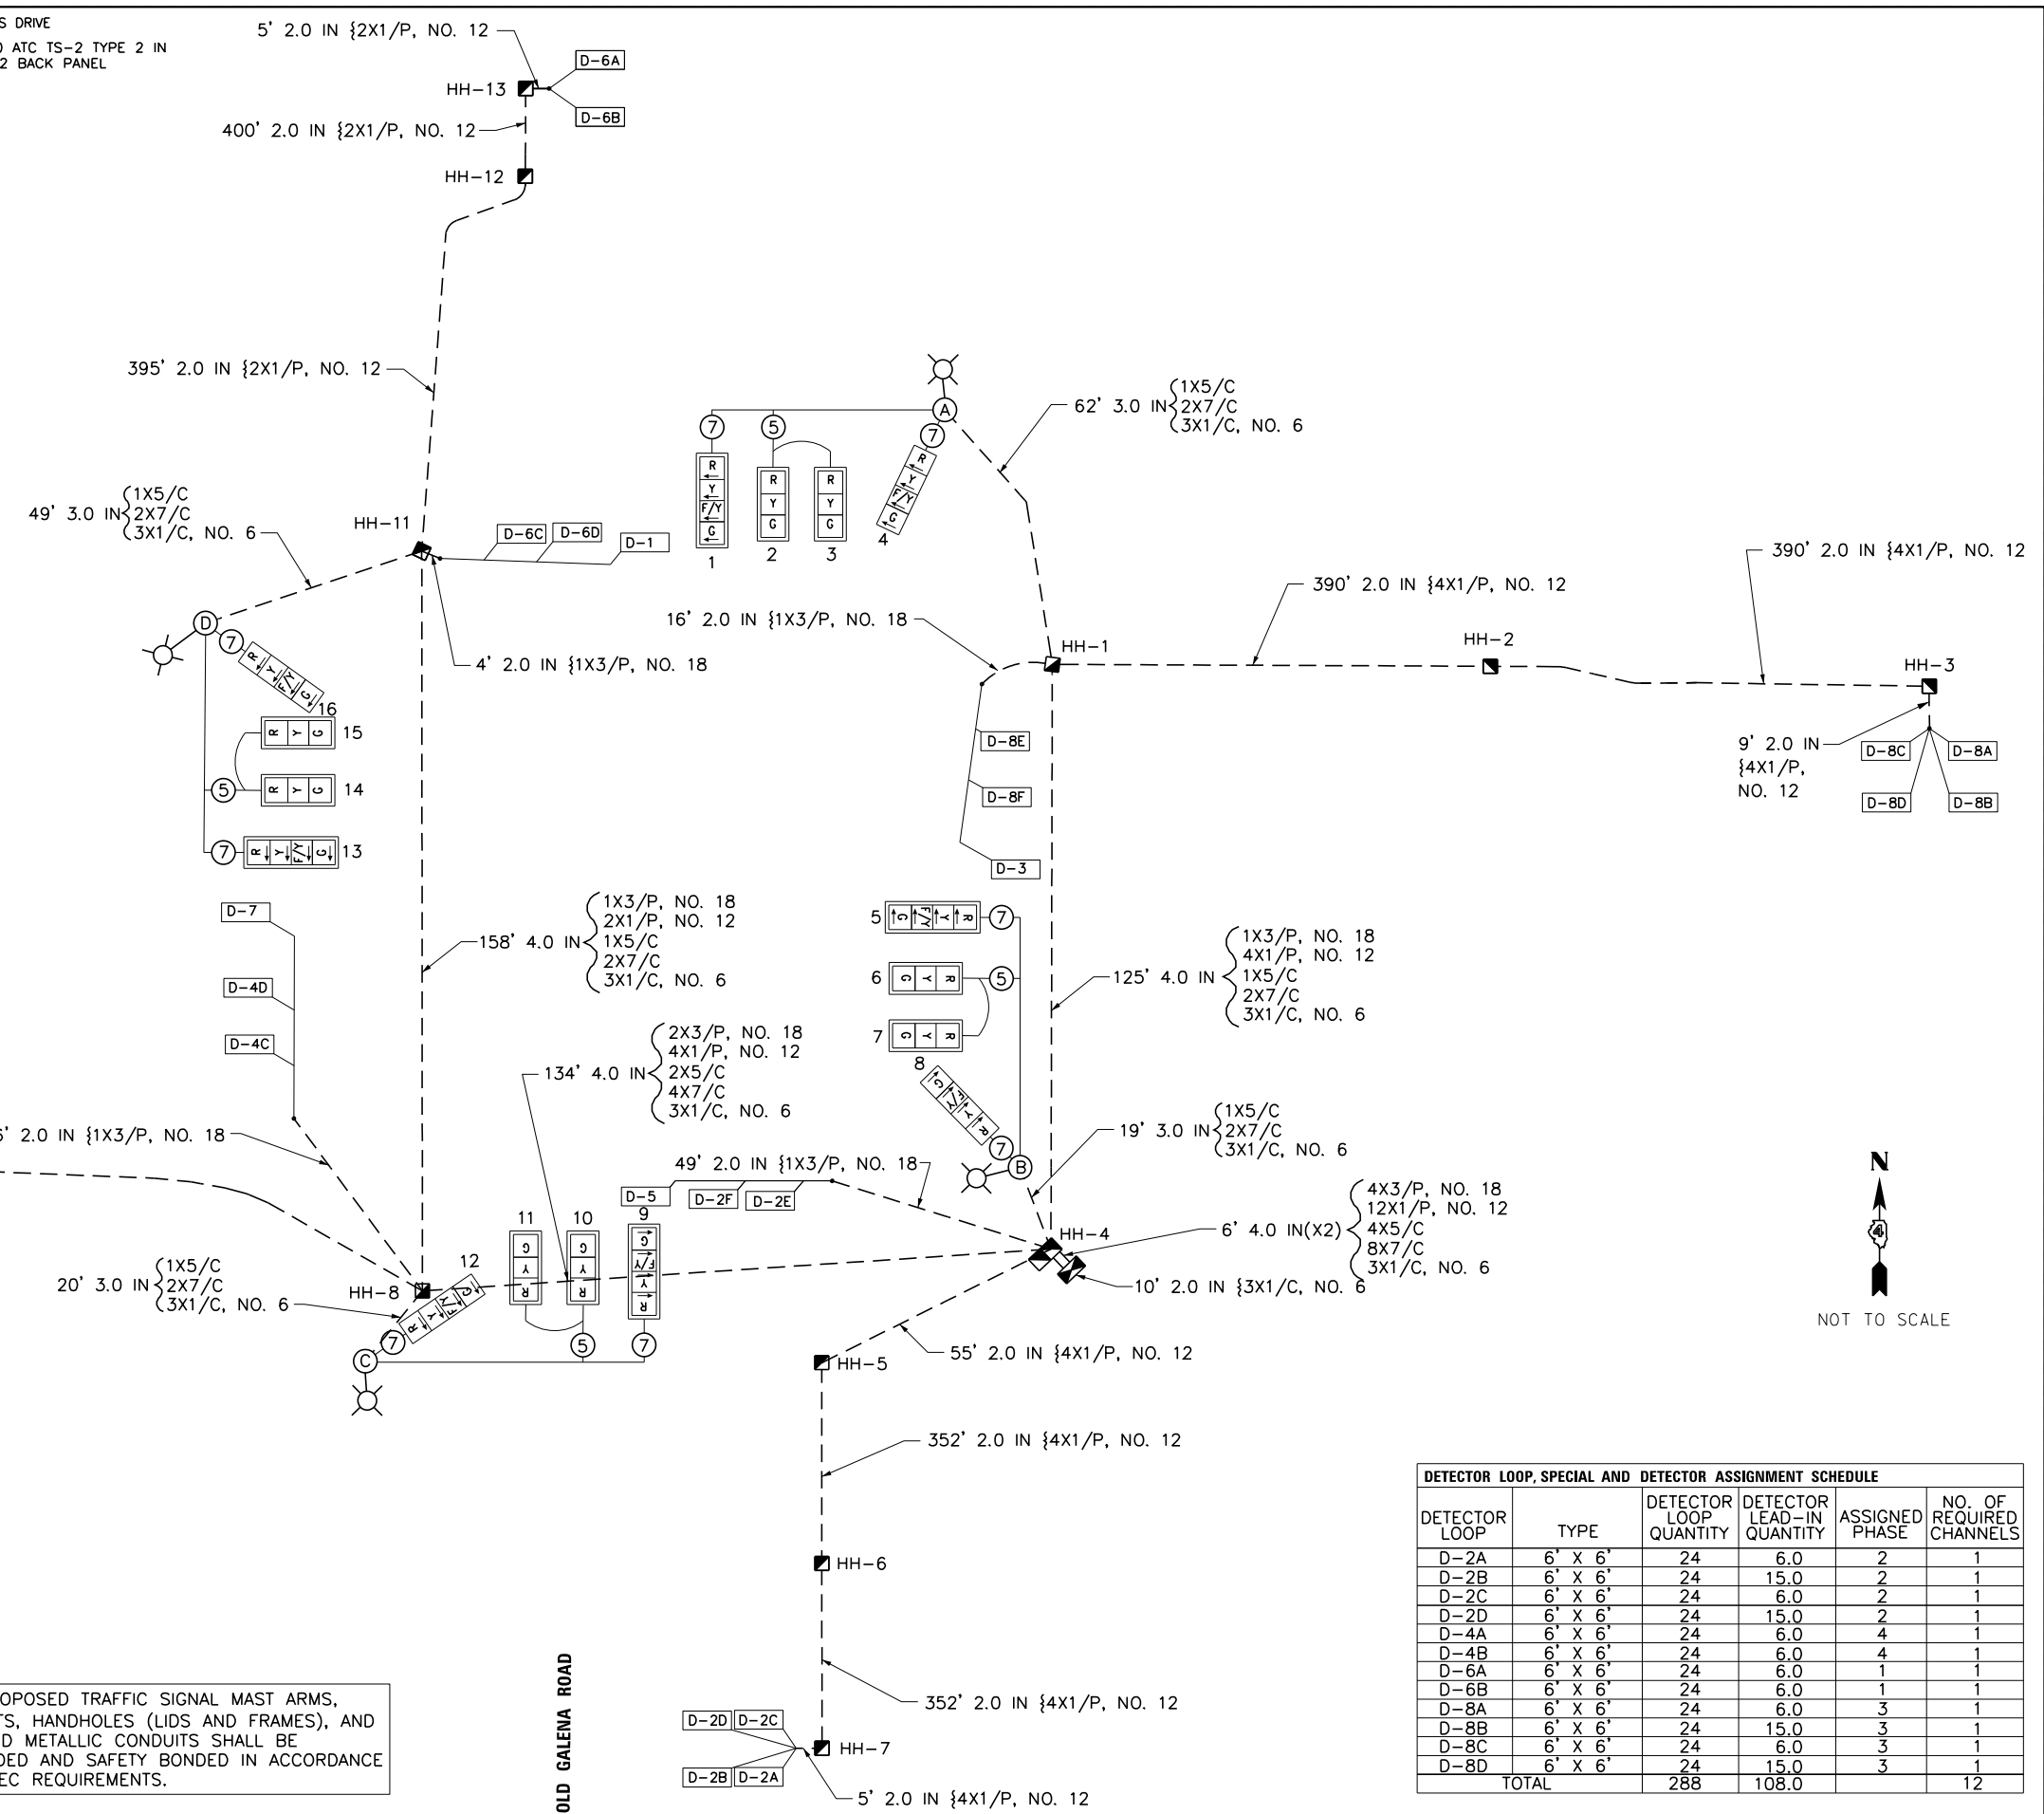 S DRIVE
ATC TS-2 TYPE 2 IN
2 BACK PANEL
5' 2.0 IN {2X1/P, NO. 12
D-6A
HH-13
D-6B
400' 2.0 IN {2X1/P, NO. 12
HH-12
395' 2.0 IN {2X1/P, NO. 12
A
62' 3.0 IN
1X5/C
2X7/C
3X1/C, NO. 6
7
5
7
R
Y
F/Y
G
1
R
Y
G
2
R
Y
G
3
R
Y
F/Y
G
4
49' 3.0 IN
1X5/C
2X7/C
3X1/C, NO. 6
HH-11
D-6C
D-6D
D-1
4' 2.0 IN {1X3/P, NO. 18
D
7
R
Y
F/Y
G
16
R Y G
15
5
R Y G
14
7
R Y F/Y G
13
16' 2.0 IN {1X3/P, NO. 18
HH-1
390' 2.0 IN {4X1/P, NO. 12
HH-2
390' 2.0 IN {4X1/P, NO. 12
HH-3
9' 2.0 IN
{4X1/P,
NO. 12
D-8C
D-8A
D-8D
D-8B
D-8E
D-8F
D-3
D-7
D-4D
D-4C
158' 4.0 IN
1X3/P, NO. 18
2X1/P, NO. 12
1X5/C
2X7/C
3X1/C, NO. 6
5
G F/Y Y R
7
6
G Y R
5
7
G Y R
8
G F/Y Y R
7
B
125' 4.0 IN
1X3/P, NO. 18
4X1/P, NO. 12
1X5/C
2X7/C
3X1/C, NO. 6
134' 4.0 IN
2X3/P, NO. 18
4X1/P, NO. 12
2X5/C
4X7/C
3X1/C, NO. 6
19' 3.0 IN
1X5/C
2X7/C
3X1/C, NO. 6
' 2.0 IN {1X3/P, NO. 18
49' 2.0 IN {1X3/P, NO. 18
D-5
D-2F
D-2E
HH-4
6' 4.0 IN(X2)
4X3/P, NO. 18
12X1/P, NO. 12
4X5/C
8X7/C
3X1/C, NO. 6
10' 2.0 IN {3X1/C, NO. 6
N
4
NOT TO SCALE
20' 3.0 IN
1X5/C
2X7/C
3X1/C, NO. 6
HH-8
12
G
F/Y
Y
R
7
C
11
G
Y
R
10
G
Y
R
5
9
G
F/Y
Y
R
7
55' 2.0 IN {4X1/P, NO. 12
HH-5
352' 2.0 IN {4X1/P, NO. 12
HH-6
352' 2.0 IN {4X1/P, NO. 12
D-2D
D-2C
HH-7
D-2B
D-2A
5' 2.0 IN {4X1/P, NO. 12
OLD GALENA ROAD
OPOSED TRAFFIC SIGNAL MAST ARMS,
TS, HANDHOLES (LIDS AND FRAMES), AND
D METALLIC CONDUITS SHALL BE
DED AND SAFETY BONDED IN ACCORDANCE
EC REQUIREMENTS.
DETECTOR LOOP, SPECIAL AND DETECTOR ASSIGNMENT SCHEDULE
DETECTOR LOOP TYPE DETECTOR LOOP QUANTITY DETECTOR LEAD-IN QUANTITY ASSIGNED PHASE NO. OF REQUIRED CHANNELS
D-2A 6' X 6' 24 6.0 2 1
D-2B 6' X 6' 24 15.0 2 1
D-2C 6' X 6' 24 6.0 2 1
D-2D 6' X 6' 24 15.0 2 1
D-4A 6' X 6' 24 6.0 4 1
D-4B 6' X 6' 24 6.0 4 1
D-6A 6' X 6' 24 6.0 1 1
D-6B 6' X 6' 24 6.0 1 1
D-8A 6' X 6' 24 6.0 3 1
D-8B 6' X 6' 24 15.0 3 1
D-8C 6' X 6' 24 6.0 3 1
D-8D 6' X 6' 24 15.0 3 1
TOTAL 288 108.0 12